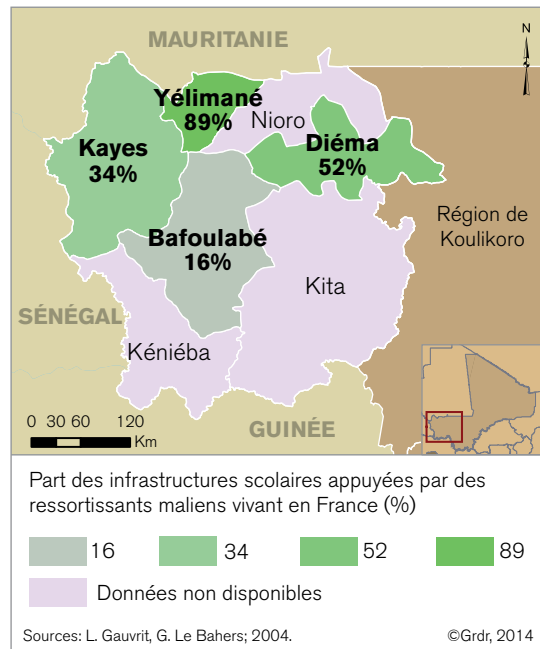 MAURITANIE
N
Yélimané
89%
Nioro
Diéma
52%
Kayes
34%
Région de
Koulikoro
Bafoulabé
16%
Kita
SÉNÉGAL
Kéniéba
GUINÉE
0 30 60 120
Km
Part des infrastructures scolaires appuyées par des
ressortissants maliens vivant en France (%)
16 34 52 89
Données non disponibles
Sources: L. Gauvrit, G. Le Bahers; 2004. ©Grdr, 2014